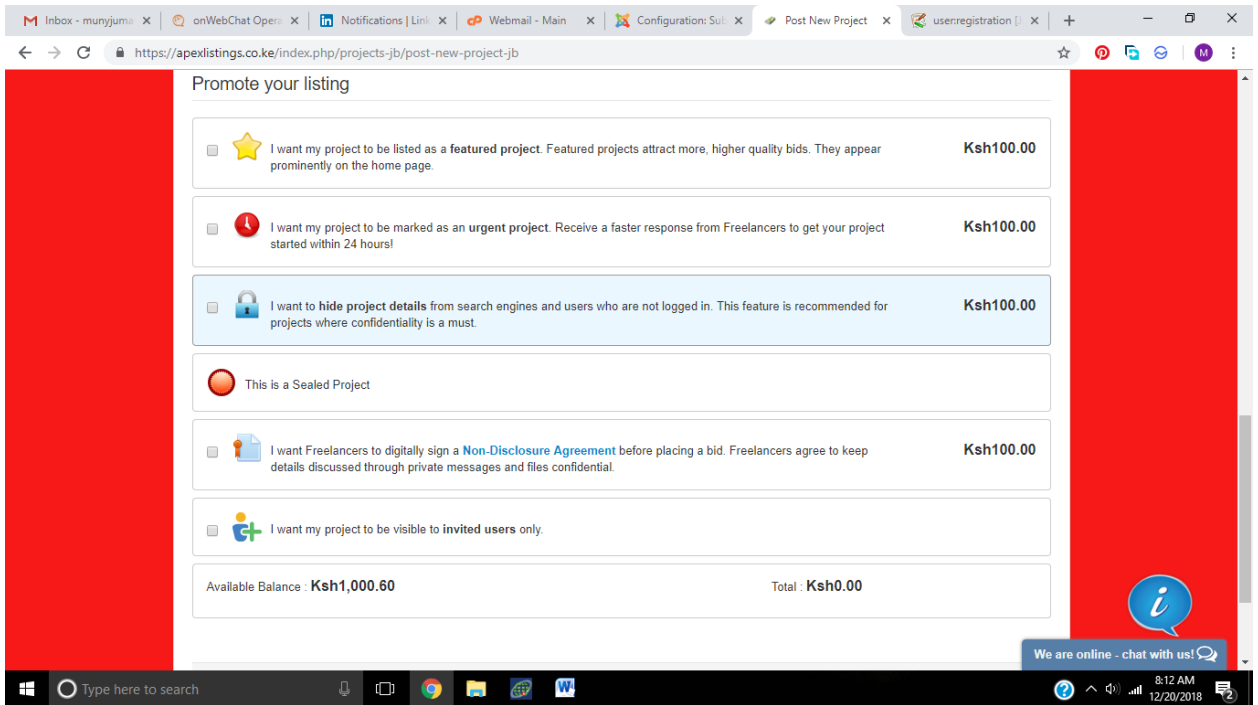 Inbox - munyjuma
onWebChat Opera
in Notifications | Link
cP Webmail - Main
Configuration: Sub
Post New Project
user:registration [J
https://apexlistings.co.ke/index.php/projects-jb/post-new-project-jb
M
Promote your listing
I want my project to be listed as a featured project. Featured projects attract more, higher quality bids. They appear
prominently on the home page.
Ksh100.00
I want my project to be marked as an urgent project. Receive a faster response from Freelancers to get your project
started within 24 hours!
Ksh100.00
I want to hide project details from search engines and users who are not logged in. This feature is recommended for
projects where confidentiality is a must.
Ksh100.00
This is a Sealed Project
I want Freelancers to digitally sign a Non-Disclosure Agreement before placing a bid. Freelancers agree to keep
details discussed through private messages and files confidential.
Ksh100.00
I want my project to be visible to invited users only.
Available Balance : Ksh1,000.60
Total : Ksh0.00
i
We are online - chat with us!
Type here to search
W
?
8:12 AM
12/20/2018
2